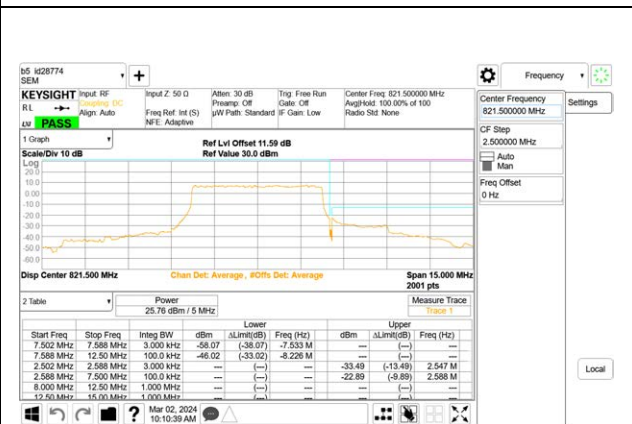 b5 Id28774
SEM
Frequency
KEYSIGHT
Input: RF
Input Z: 50 Ω
Atten: 30 dB
Trig: Free Run
Center Freq: 821.500000 MHz
RL
Coupling: DC
Preamp: Off
Gate: Off
Avg|Hold: 100.00% of 100
Align: Auto
Freq Ref: Int (S)
µW Path: Standard
IF Gain: Low
Radio Std: None
PASS
NFE: Adaptive
Center Frequency
821.500000 MHz
Settings
CF Step
2.500000 MHz
Auto
Man
Freq Offset
0 Hz
1 Graph
Ref Lvl Offset 11.59 dB
Scale/Div 10 dB
Ref Value 30.0 dBm
Log
20.0
10.0
0.00
-10.0
-20.0
-30.0
-40.0
-50.0
-60.0
Disp Center 821.500 MHz
Chan Det: Average , #Offs Det: Average
Span 15.000 MHz
2001 pts
2 Table
Power
25.76 dBm / 5 MHz
Measure Trace
Trace 1
Lower Upper
Start Freq Stop Freq Integ BW dBm ΔLimit(dB) Freq (Hz) dBm ΔLimit(dB) Freq (Hz)
7.502 MHz 7.588 MHz 3.000 kHz -58.07 (-38.07) -7.533 M --- (---) ---
7.588 MHz 12.50 MHz 100.0 kHz -46.02 (-33.02) -8.226 M --- (---) ---
2.502 MHz 2.588 MHz 3.000 kHz --- (---) --- -33.49 (-13.49) 2.547 M
2.588 MHz 7.500 MHz 100.0 kHz --- (---) --- -22.89 (-9.89) 2.588 M
8.000 MHz 12.50 MHz 1.000 MHz --- (---) --- --- (---) ---
12.50 MHz 15.00 MHz 1.000 MHz --- (---) --- --- (---) ---
Local
?
Mar 02, 2024
10:10:39 AM